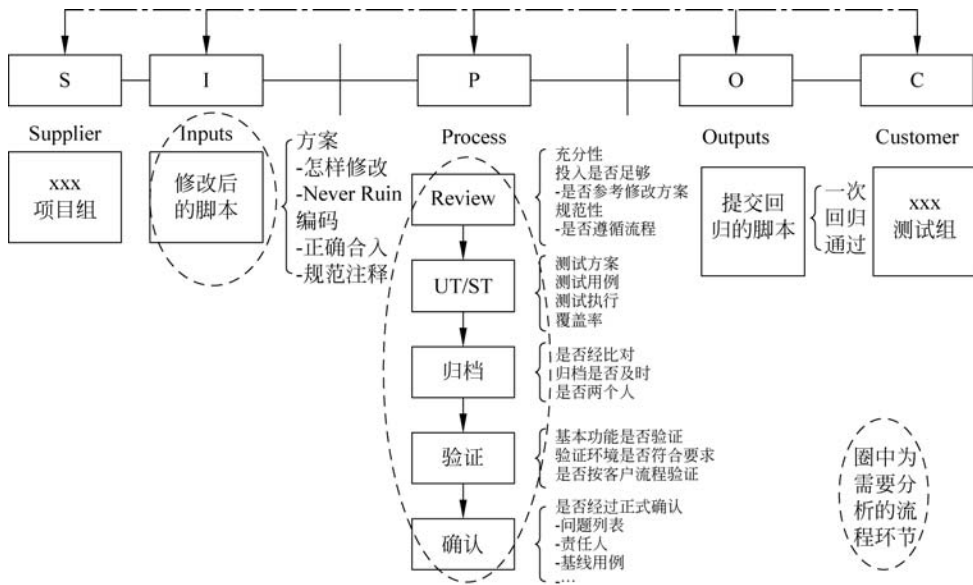 S
I
P
O
C
Supplier
Inputs
Process
Outputs
Customer
xxx
项目组
修改后
的脚本
方案
-怎样修改
-Never Ruin
编码
-正确合入
-规范注释
Review
充分性
投入是否足够
-是否参考修改方案
规范性
-是否遵循流程
UT/ST
测试方案
测试用例
测试执行
覆盖率
归档
是否经比对
归档是否及时
是否两个人
验证
基本功能是否验证
验证环境是否符合要求
是否按客户流程验证
确认
是否经过正式确认
-问题列表
-责任人
-基线用例
-…
提交回
归的脚本
一次
回归
通过
xxx
测试组
圈中为
需要分
析的流
程环节